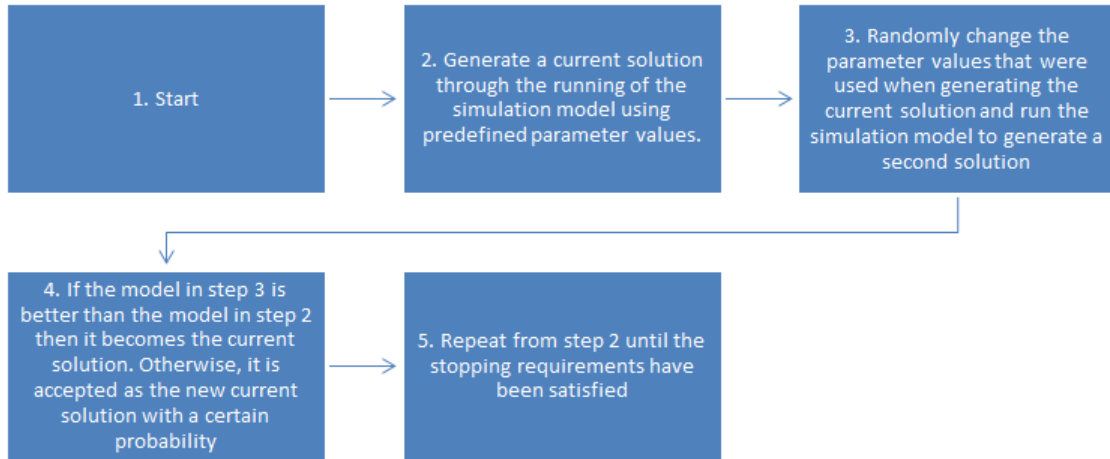 1. Start
2. Generate a current solution
through the running of the
simulation model using
predefined parameter values.
3. Randomly change the
parameter values that were
used when generating the
current solution and run the
simulation model to generate a
second solution
4. If the model in step 3 is
better than the model in step 2
then it becomes the current
solution. Otherwise, it is
accepted as the new current
solution with a certain
probability
5. Repeat from step 2 until the
stopping requirements have
been satisfied